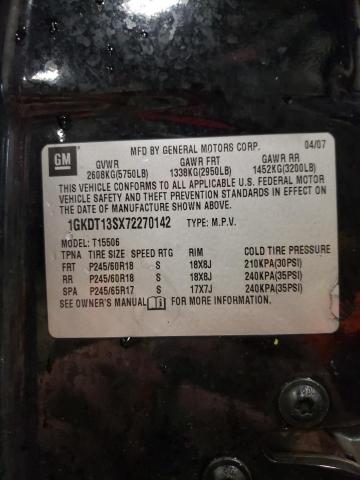 MFD BY GENERAL MOTORS CORP. 04/07
GM
GVWR GAWR FRT GAWR RR
2608KG(5750LB) 1338KG(2950LB) 1452KG(3200LB)
THIS VEHICLE CONFORMS TO ALL APPLICABLE U.S. FEDERAL MOTOR
VEHICLE SAFETY AND THEFT PREVENTION STANDARDS IN EFFECT ON
THE DATE OF MANUFACTURE SHOWN ABOVE.
1GKDT13SX72270142 TYPE: M.P.V.
MODEL: T15506
TPNA TIRE SIZE SPEED RTG RIM COLD TIRE PRESSURE
FRT P245/60R18 S 18X8J 210KPA(30PSI)
RR P245/60R18 S 18X8J 240KPA(35PSI)
SPA P245/65R17 S 17X7J 240KPA(35PSI)
SEE OWNER'S MANUAL FOR MORE INFORMATION.